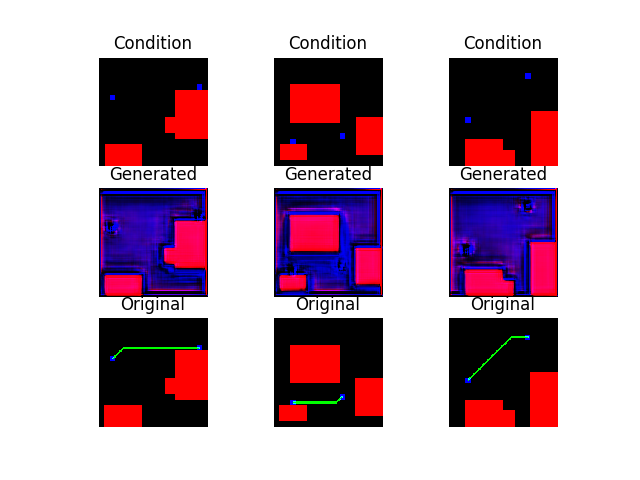 Condition Condition Condition
Generated Generated Generated
Original Original Original